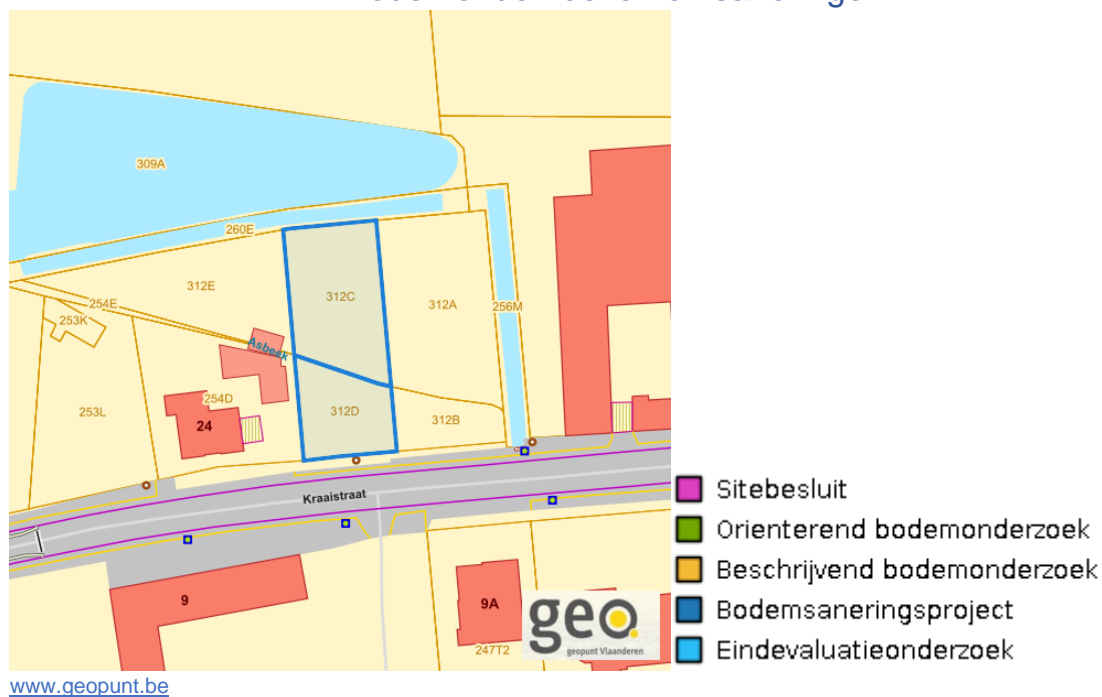 309A
260E
312E
312C
312A
256M
254E
253K
Asbeek
253L
254D
24
312D
312B
Kraaistraat
9
9A
247T2
geo.
geopunt Vlaanderen
Sitebesluit
Orienterend bodemonderzoek
Beschrijvend bodemonderzoek
Bodemsaneringsproject
Eindevaluatieonderzoek
www.geopunt.be